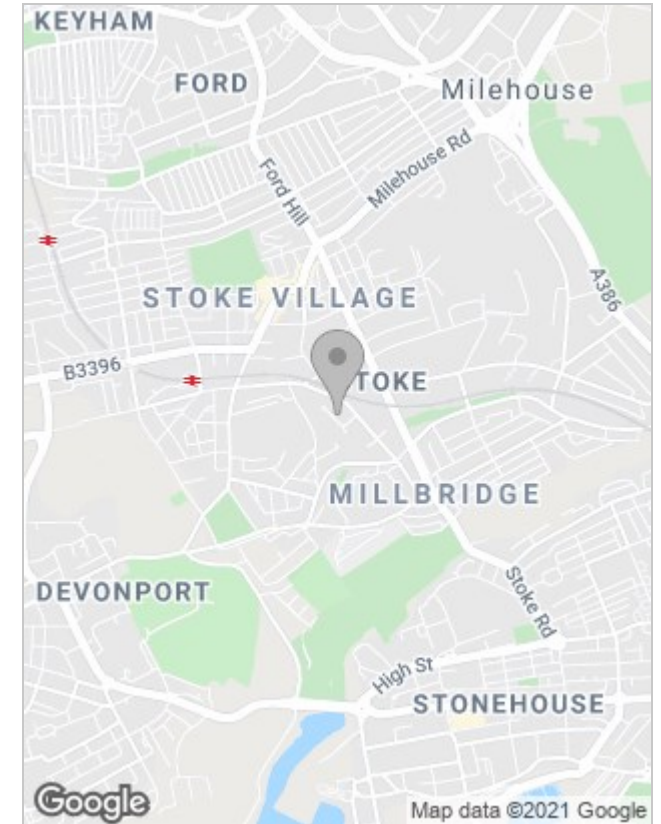 KEYHAM
FORD
Milehouse
Milehouse Rd
Ford Hill
A386
STOKE VILLAGE
B3396
TOKE
MILLBRIDGE
DEVONPORT
Stoke Rd
High St
STONEHOUSE
Google
Map data ©2021 Google